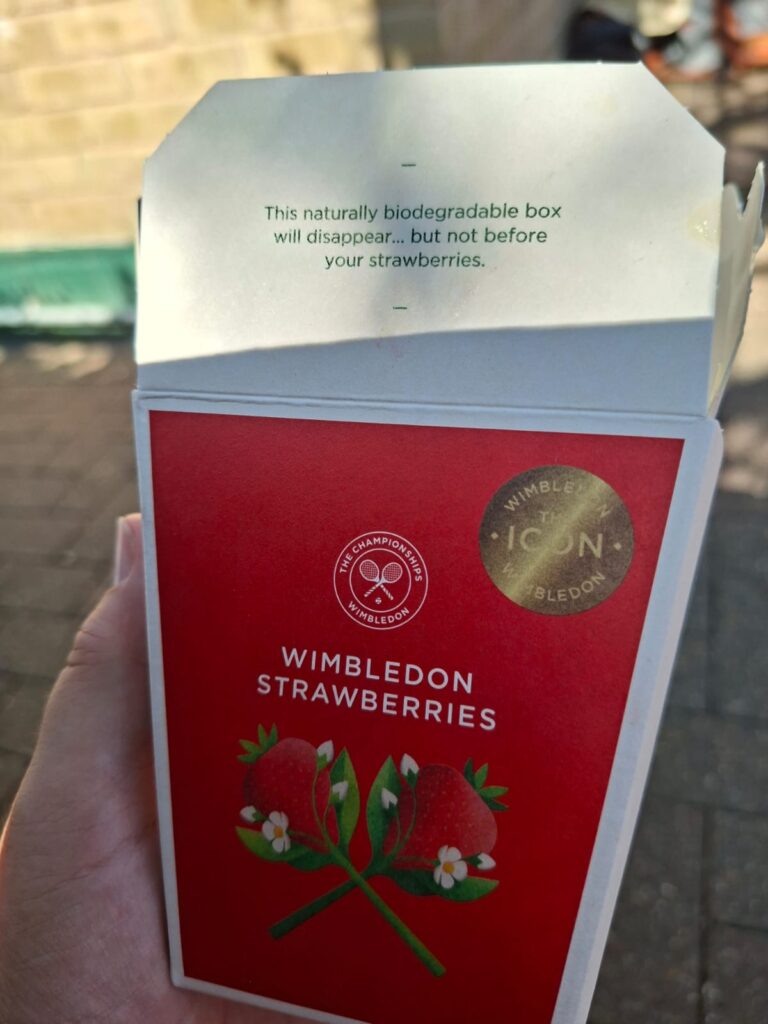 This naturally biodegradable box
will disappear... but not before
your strawberries.
WIMBLEDON
THE
ICON
WIMBLEDON
THE CHAMPIONSHIPS
WIMBLEDON
WIMBLEDON
STRAWBERRIES